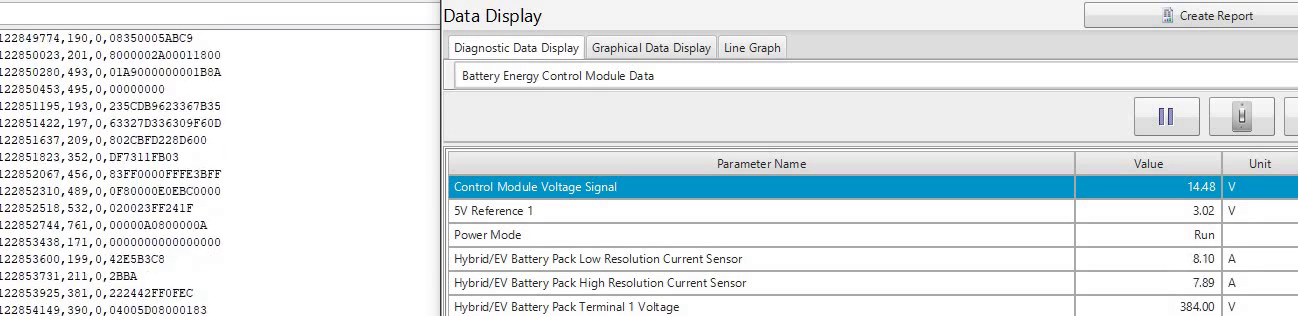 122849774,190,0,08350005ABC9
122850023,201,0,8000002A00011800
122850280,493,0,01A9000000001B8A
122850453,495,0,00000000
122851195,193,0,235CDB9623367B35
122851422,197,0,63327D336309F60D
122851637,209,0,802CBFD228D600
122851823,352,0,DF7311FB03
122852067,456,0,83FF0000FFFE3BFF
122852310,489,0,0F80000E0EBC0000
122852518,532,0,020023FF241F
122852744,761,0,00000A0800000A
122853438,171,0,0000000000000000
122853600,199,0,42E5B3C8
122853731,211,0,2BBA
122853925,381,0,222442FF0FEC
122854149,390,0,04005D08000183
Data Display
Create Report
Diagnostic Data Display Graphical Data Display Line Graph
Battery Energy Control Module Data
Parameter Name Value Unit
Control Module Voltage Signal 14.48 V
5V Reference 1 3.02 V
Power Mode Run
Hybrid/EV Battery Pack Low Resolution Current Sensor 8.10 A
Hybrid/EV Battery Pack High Resolution Current Sensor 7.89 A
Hybrid/EV Battery Pack Terminal 1 Voltage 384.00 V